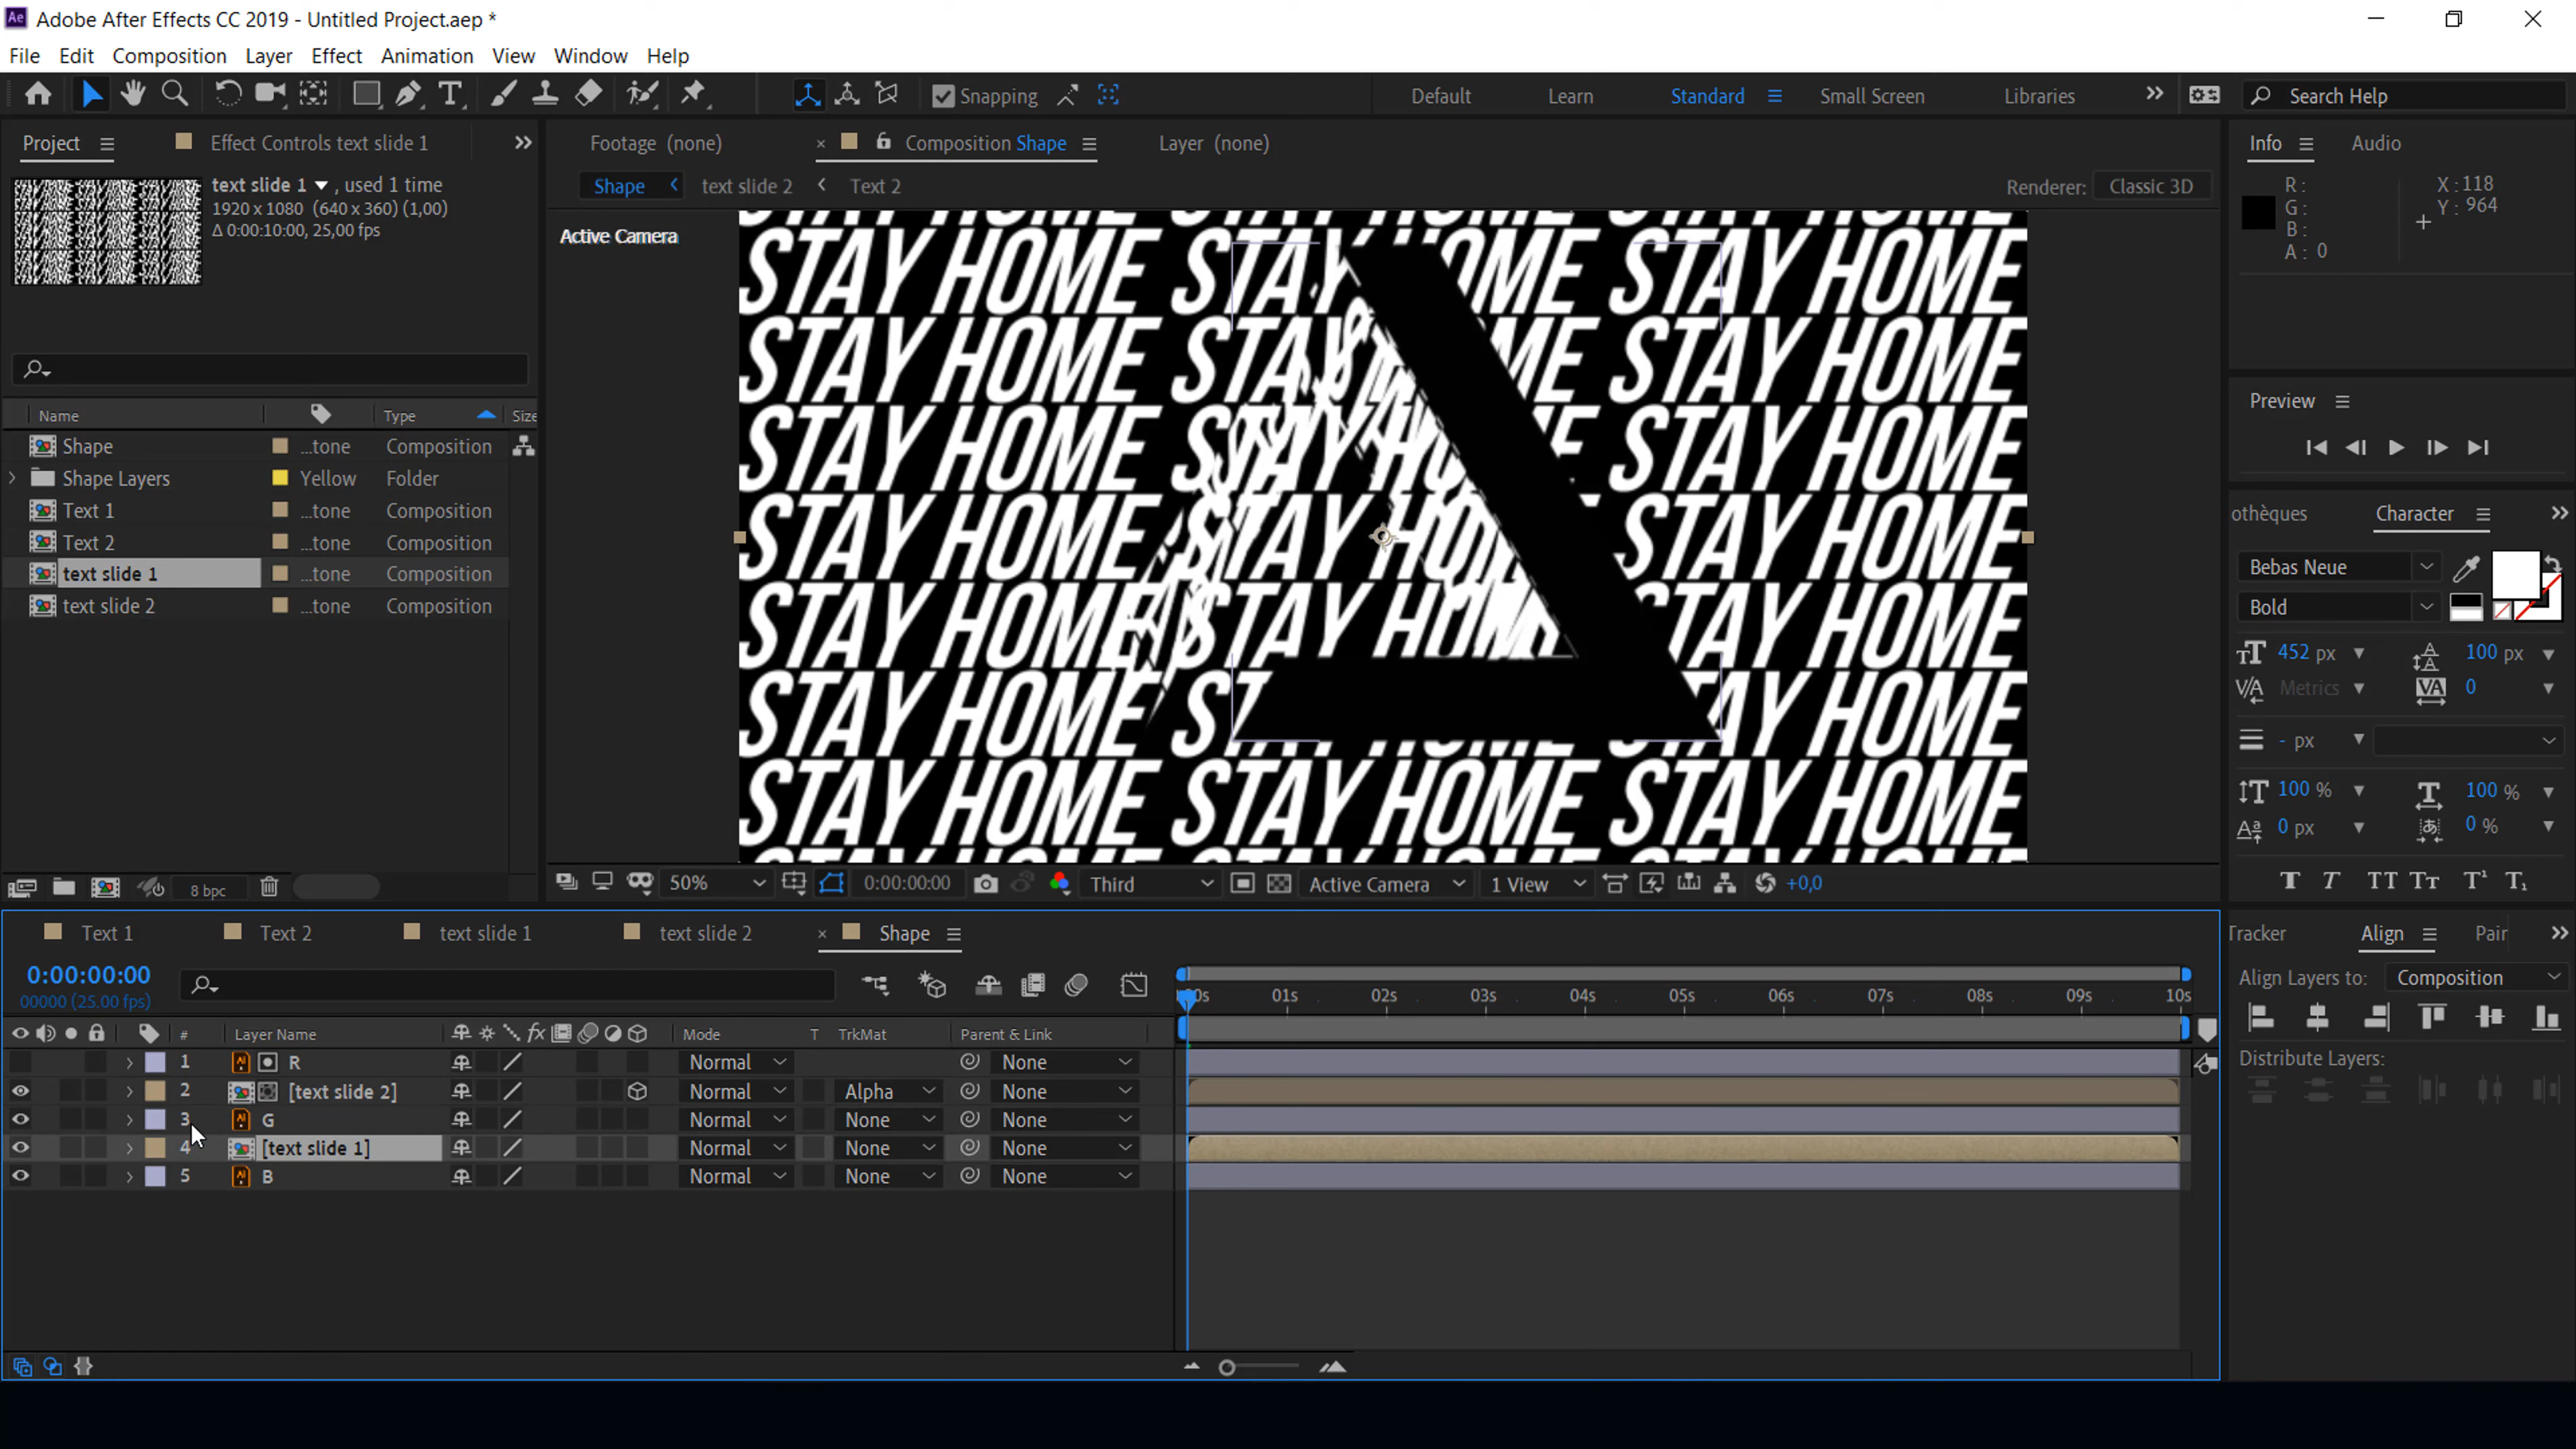 Adobe After Effects CC 2019 - Untitled Project.aep *
File Edit Composition Layer Effect Animation View Window Help
Snapping Default Learn Standard Small Screen Libraries Search Help
Project Effect Controls text slide 1
text slide 1 , used 1 time
1920 x 1080 (640 x 360) (1,00)
Δ 0:00:10:00, 25,00 fps
Name Type Size
Shape ...tone Composition
Shape Layers Yellow Folder
Text 1 ...tone Composition
Text 2 ...tone Composition
text slide 1 ...tone Composition
text slide 2 ...tone Composition
8 bpc
Footage (none) Composition Shape Layer (none)
Shape text slide 2 Text 2 Renderer: Classic 3D
Active Camera
STAY HOME STAY HOME STAY HOME
STAY HOME STAY HOME
STAY HOME STAY HOME
STAY HOME STAY HOME
STAY HOME STAY HOME STAY HOME
STAY HOME STAY HOME
STAY HOME STAY HOME STAY HOME
50% 0:00:00:00 Third Active Camera 1 View +0,0
Info Audio
R : X : 118
G : Y : 964
B :
A : 0
Preview
othèques Character
Bebas Neue
Bold
452 px 100 px
Metrics 0
- px
100 % 100 %
0 px 0 %
Text 1 Text 2 text slide 1 text slide 2 Shape
0:00:00:00
00000 (25.00 fps)
01s 02s 03s 04s 05s 06s 07s 08s 09s 10s
# Layer Name Mode T TrkMat Parent & Link
1 R Normal None
2 [text slide 2] Normal Alpha None
3 G Normal None None
4 [text slide 1] Normal None None
5 B Normal None None
Tracker Align Pair
Align Layers to: Composition
Distribute Layers: